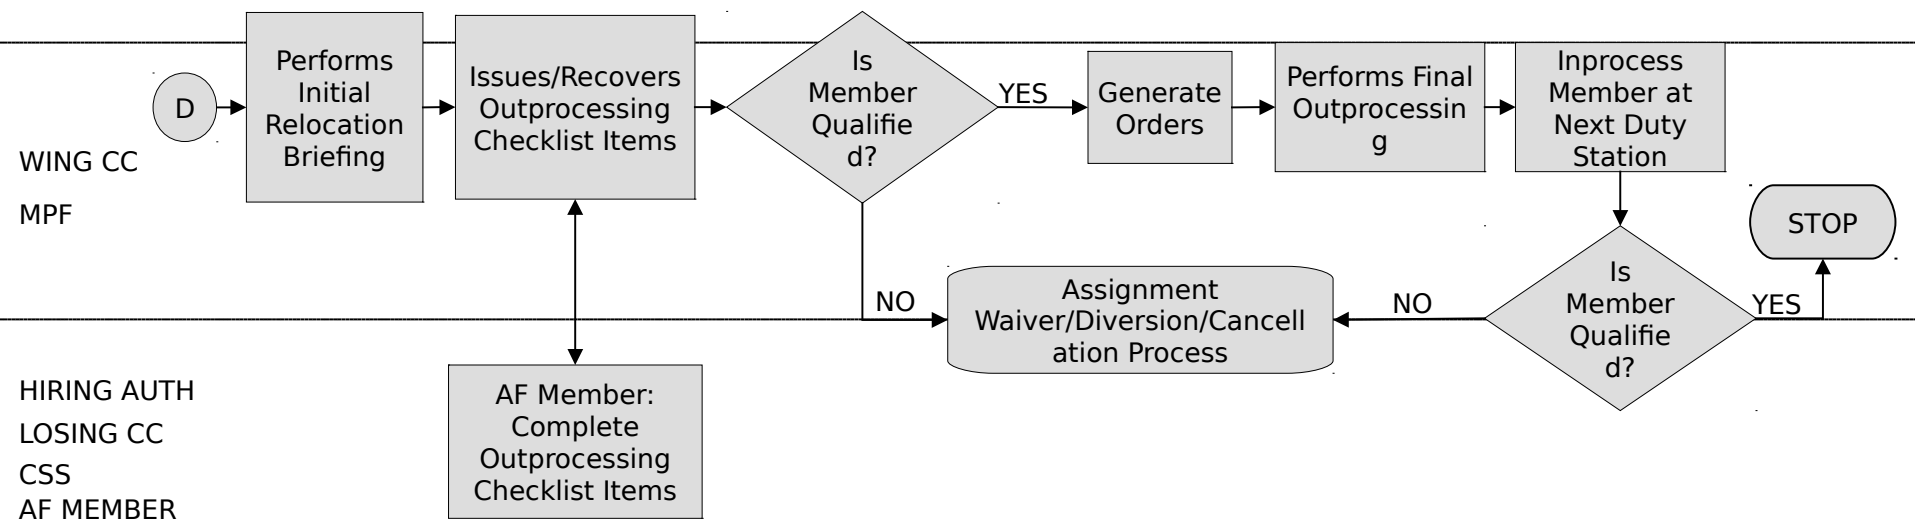 WING CC
MPF
D
Performs
Initial
Relocation
Briefing
Issues/Recovers
Outprocessing
Checklist Items
Is
Member
Qualifie
d?
YES
Generate
Orders
Performs Final
Outprocessin
g
Inprocess
Member at
Next Duty
Station
STOP
NO
Assignment
Waiver/Diversion/Cancell
ation Process
NO
Is
Member
Qualifie
d?
YES
HIRING AUTH
LOSING CC
CSS
AF MEMBER
AF Member:
Complete
Outprocessing
Checklist Items